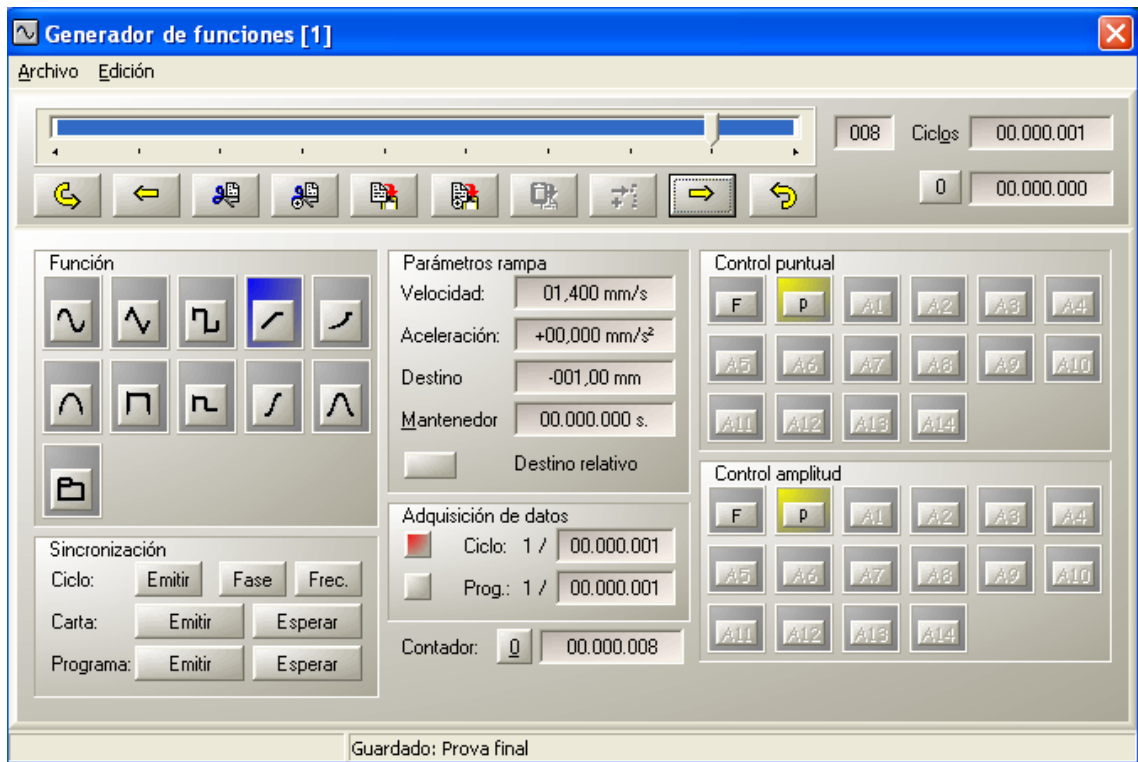 Generador de funciones [1]
Archivo Edición
008 Ciclos 00.000.001
0 00.000.000
Función
Parámetros rampa
Velocidad: 01,400 mm/s
Aceleración: +00,000 mm/s²
Destino -001,00 mm
Mantenedor 00.000.000 s.
Destino relativo
Control puntual
F P A1 A2 A3 A4
A5 A6 A7 A8 A9 A10
A11 A12 A13 A14
Control amplitud
F P A1 A2 A3 A4
A5 A6 A7 A8 A9 A10
A11 A12 A13 A14
Sincronización
Ciclo: Emitir Fase Frec.
Carta: Emitir Esperar
Programa: Emitir Esperar
Adquisición de datos
Ciclo: 1 / 00.000.001
Prog.: 1 / 00.000.001
Contador: 0 00.000.008
Guardado: Prova final